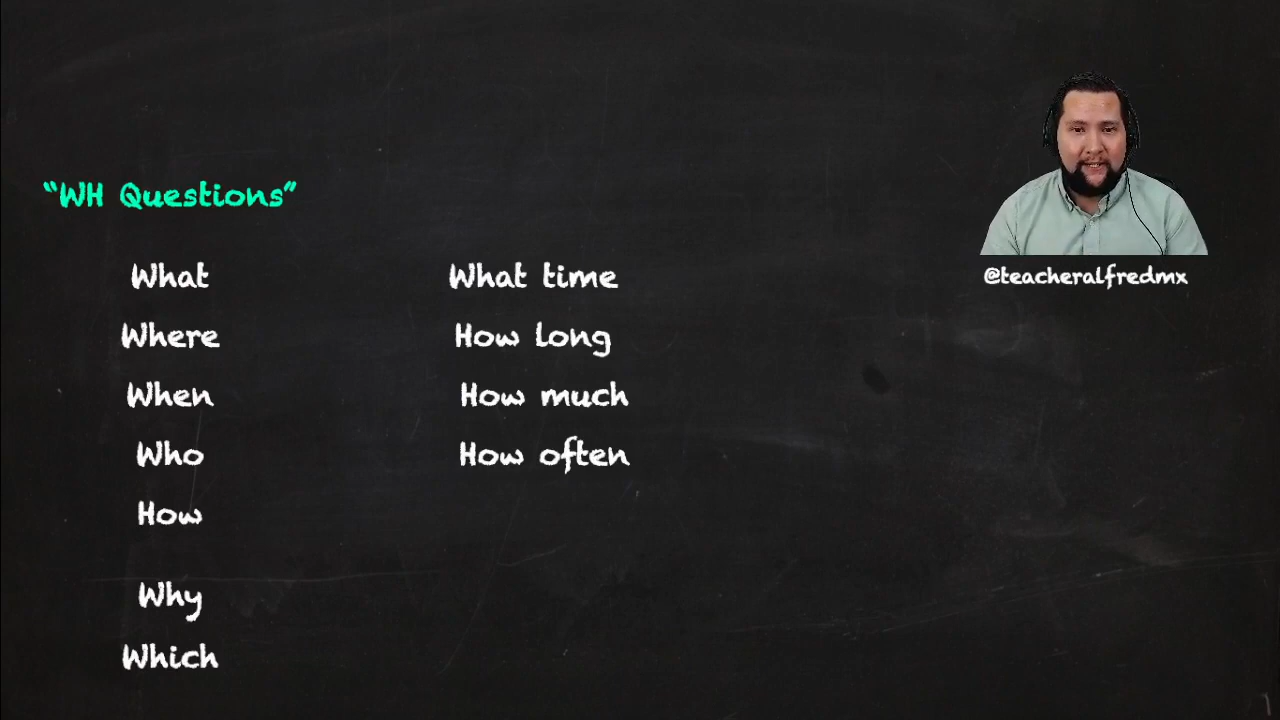 “WH Questions”
What
Where
When
Who
How
Why
Which
What time
How long
How much
How often
@teacheralfredmx